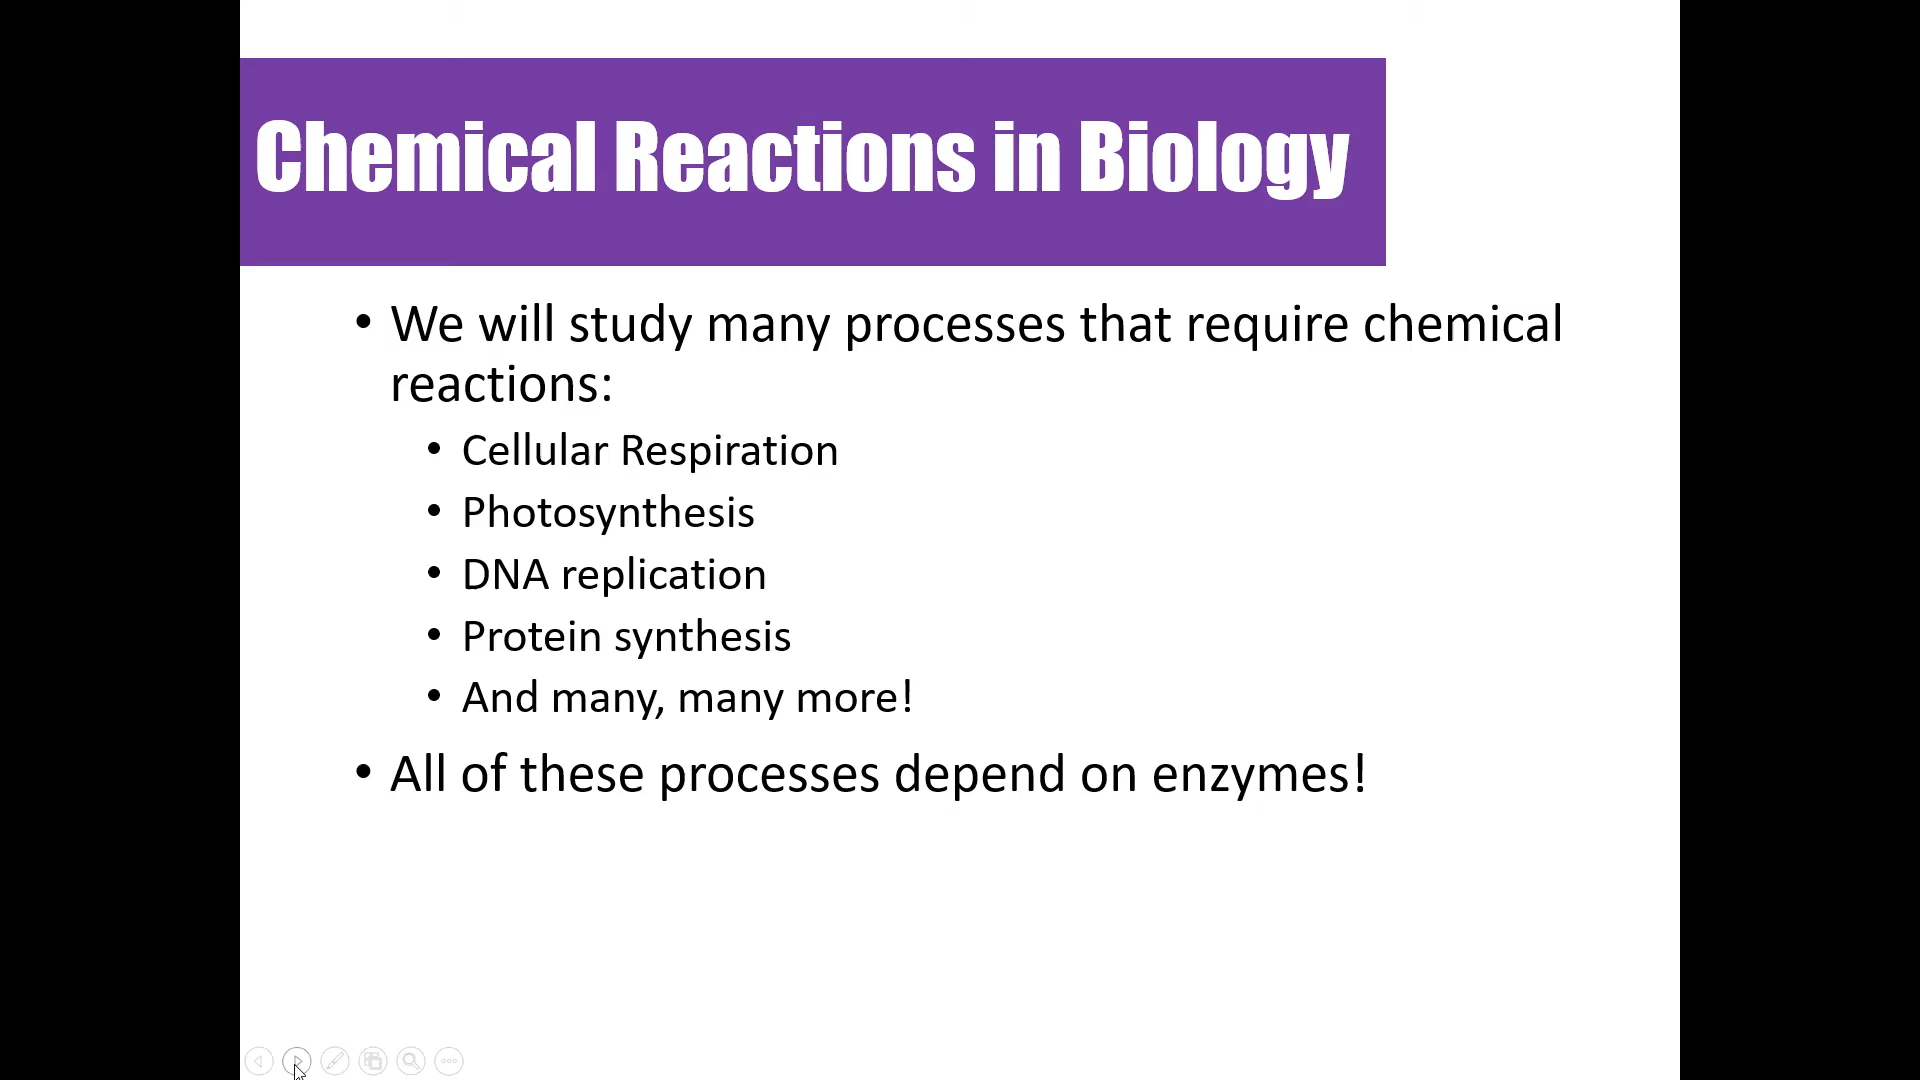 Chemical Reactions in Biology
• We will study many processes that require chemical
reactions:
• Cellular Respiration
• Photosynthesis
• DNA replication
• Protein synthesis
• And many, many more!
• All of these processes depend on enzymes!